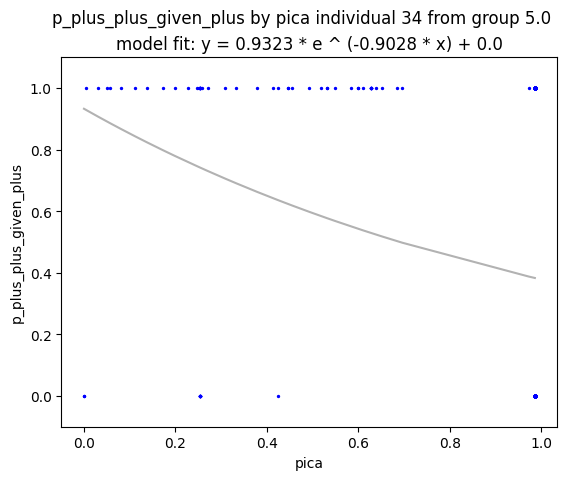 p_plus_plus_given_plus by pica individual 34 from group 5.0
model fit: y = 0.9323 * e ^ (-0.9028 * x) + 0.0
1.0
0.8
0.6
0.4
0.2
0.0
p_plus_plus_given_plus
0.0 0.2 0.4 0.6 0.8 1.0
pica